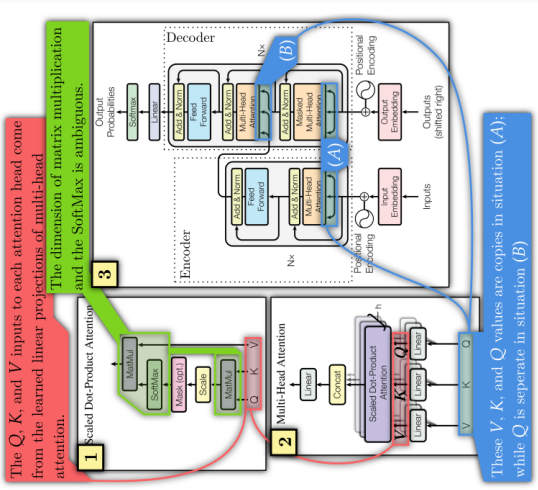 The Q, K, and V inputs to each attention head come
from the learned linear projections of multi-head
attention.
The dimension of matrix multiplication
and the SoftMax is ambiguous.
1
Scaled Dot-Product Attention
MatMul
SoftMax
Mask (opt.)
Scale
MatMul
Q K V
2
Multi-Head Attention
Linear
Concat
Scaled Dot-Product
Attention
h
V K Q
Linear Linear Linear
V K Q
3
Encoder
Decoder
Output
Probabilities
Softmax
Linear
Add & Norm
Feed
Forward
Add & Norm
Multi-Head
Attention
Add & Norm
Masked
Multi-Head
Attention
N×
(B)
Positional
Encoding
Output
Embedding
Outputs
(shifted right)
Add & Norm
Feed
Forward
Add & Norm
Multi-Head
Attention
N×
(A)
Positional
Encoding
Input
Embedding
Inputs
These V, K, and Q values are copies in situation (A);
while Q is seperate in situation (B)